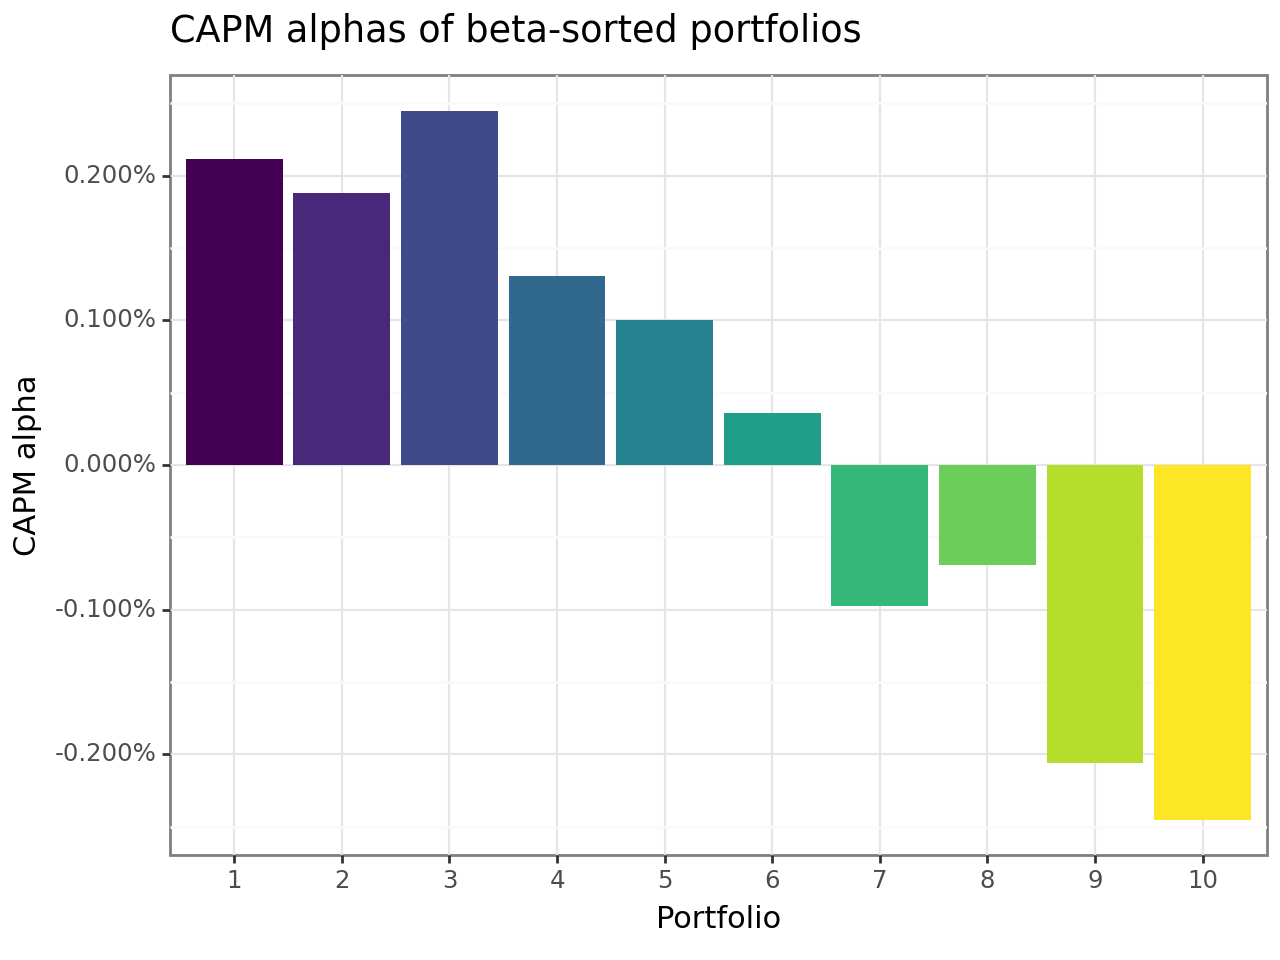 CAPM alphas of beta-sorted portfolios
0.200%
0.100%
0.000%
-0.100%
-0.200%
CAPM alpha
1 2 3 4 5 6 7 8 9 10
Portfolio